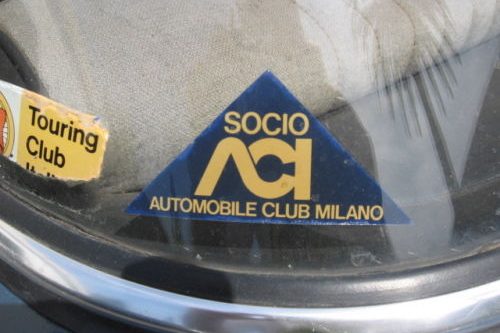 Touring
Club
SOCIO
ACI
AUTOMOBILE CLUB MILANO